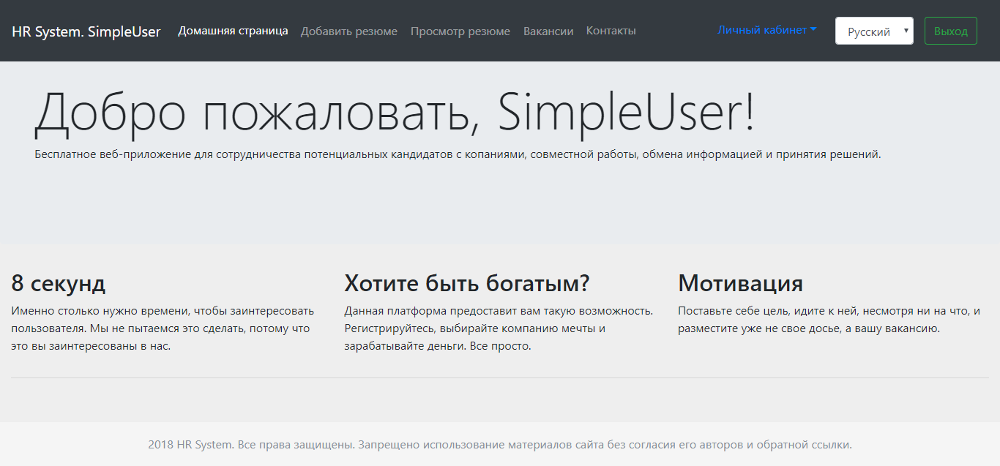 HR System. SimpleUser Домашняя страница Добавить резюме Просмотр резюме Вакансии Контакты Личный кабинет Русский Выход
Добро пожаловать, SimpleUser!
Бесплатное веб-приложение для сотрудничества потенциальных кандидатов с копаниями, совместной работы, обмена информацией и принятия решений.
8 секунд
Именно столько нужно времени, чтобы заинтересовать
пользователя. Мы не пытаемся это сделать, потому что
это вы заинтересованы в нас.
Хотите быть богатым?
Данная платформа предоставит вам такую возможность.
Регистрируйтесь, выбирайте компанию мечты и
зарабатывайте деньги. Все просто.
Мотивация
Поставьте себе цель, идите к ней, несмотря ни на что, и
разместите уже не свое досье, а вашу вакансию.
2018 HR System. Все права защищены. Запрещено использование материалов сайта без согласия его авторов и обратной ссылки.